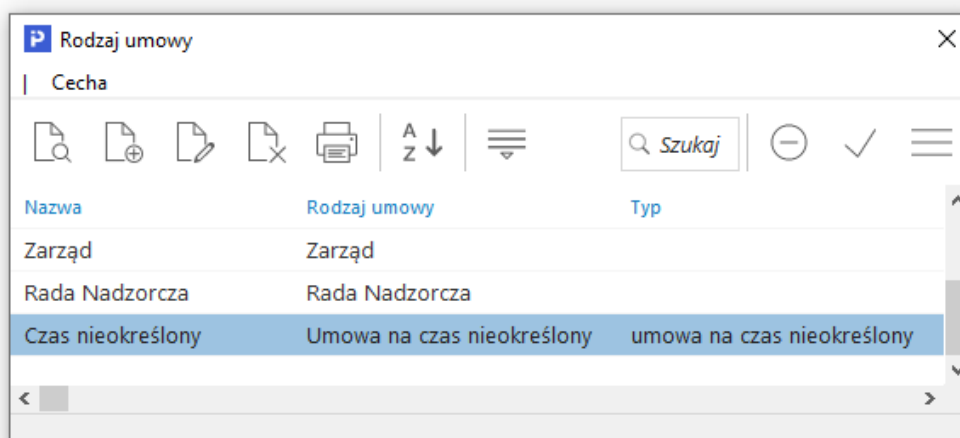 Rodzaj umowy
| Cecha
Szukaj
Nazwa Rodzaj umowy Typ
Zarząd Zarząd
Rada Nadzorcza Rada Nadzorcza
Czas nieokreślony Umowa na czas nieokreślony umowa na czas nieokreślony